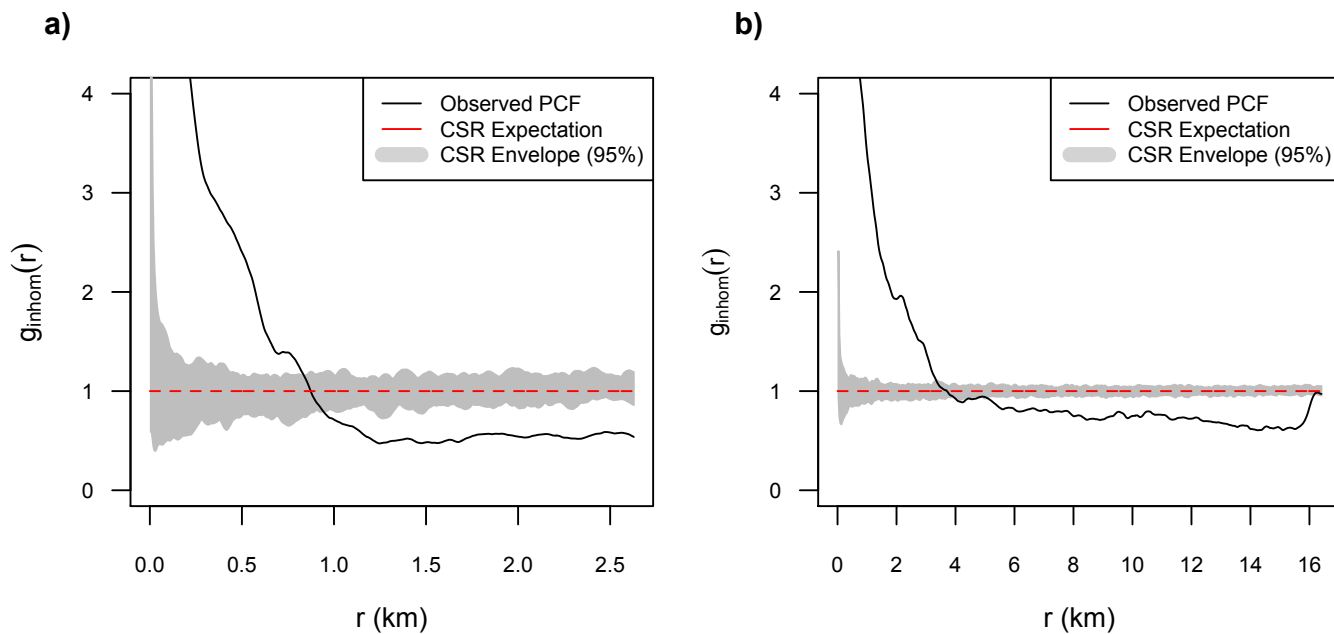 a)
Observed PCF
CSR Expectation
CSR Envelope (95%)
4
3
2
1
0
g_inhom(r)
0.0 0.5 1.0 1.5 2.0 2.5
r (km)
b)
Observed PCF
CSR Expectation
CSR Envelope (95%)
4
3
2
1
0
g_inhom(r)
0 2 4 6 8 10 12 14 16
r (km)